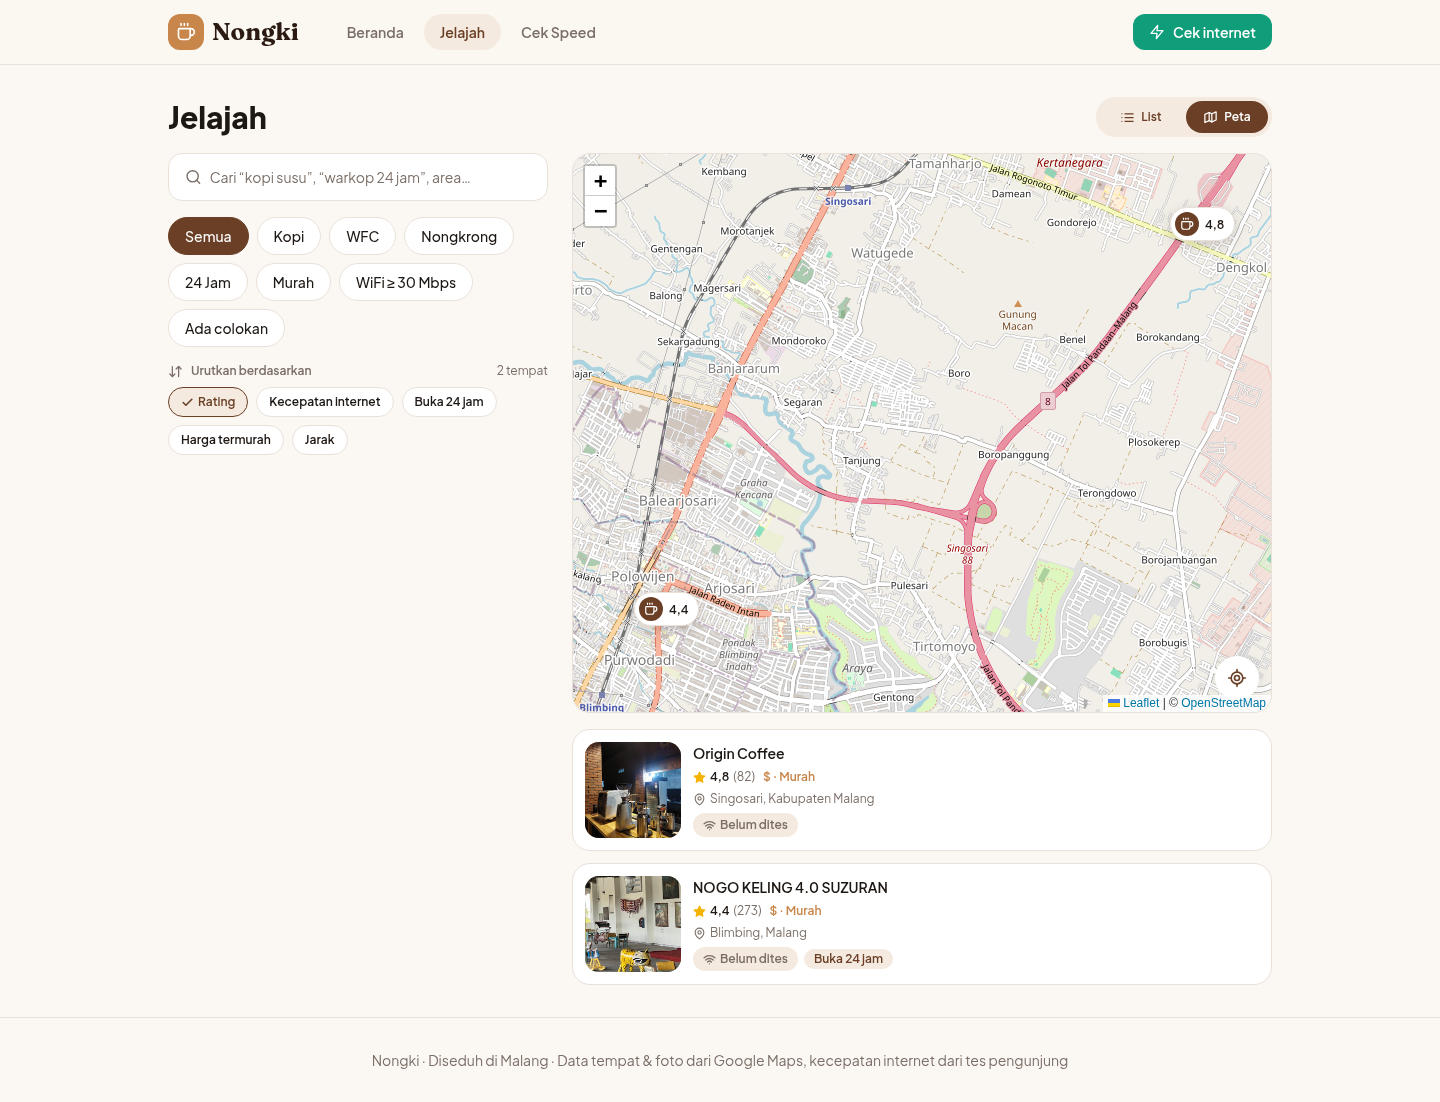 Nongki
Beranda
Jelajah
Cek Speed
Cek internet
Jelajah
List
Peta
Cari “kopi susu”, “warkop 24 jam”, area...
Semua
Kopi
WFC
Nongkrong
24 Jam
Murah
WiFi ≥ 30 Mbps
Ada colokan
Urutkan berdasarkan
2 tempat
Rating
Kecepatan internet
Buka 24 jam
Harga termurah
Jarak
+
−
Tamanharjo
Kertanegara
Kembang
Jalan Rogonoto Timur
Damean
Singosari
4,8
Gondorejo
Morotanjek
Gentengan
Watugede
Dengkol
Balong
Magersari
Gunung
Macan
Sekargadung
Mondoroko
Benel
Borokandang
Jalan Tol Pandaan-Malang
Banjararum
Boro
Segaran
8
Plosokerep
Tanjung
Boropanggung
Graha
Kencana
Terongdowo
Balearjosari
Singosari
88
Borojambangan
Polowijen
Arjosari
Pulesari
Jalan Raden Intan
4,4
Pondok
Blimbing
Indah
Borobugis
Purwodadi
Araya
Tirtomoyo
Gentong
Blimbing
Leaflet | © OpenStreetMap
Origin Coffee
4,8 (82) $ · Murah
Singosari, Kabupaten Malang
Belum dites
NOGO KELING 4.0 SUZURAN
4,4 (273) $ · Murah
Blimbing, Malang
Belum dites
Buka 24 jam
Nongki · Diseduh di Malang · Data tempat & foto dari Google Maps, kecepatan internet dari tes pengunjung